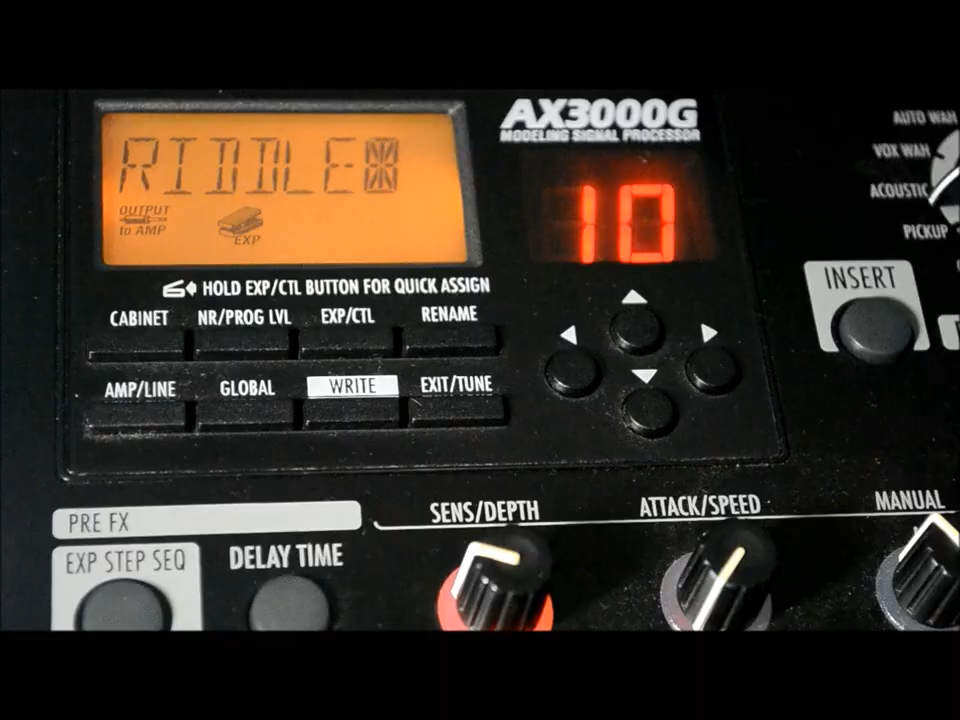 RIDDLE
OUTPUT
to AMP
EXP
AX3000G
MODELING SIGNAL PROCESSOR
10
AUTO WAH
VOX WAH
ACOUSTIC
PICKUP
HOLD EXP/CTL BUTTON FOR QUICK ASSIGN
CABINET NR/PROG LVL EXP/CTL RENAME
AMP/LINE GLOBAL WRITE EXIT/TUNE
INSERT
PRE FX
SENS/DEPTH ATTACK/SPEED MANUAL
EXP STEP SEQ DELAY TIME